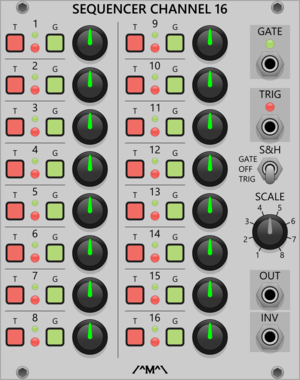 SEQUENCER CHANNEL 16
T 1 G
T 2 G
T 3 G
T 4 G
T 5 G
T 6 G
T 7 G
T 8 G
T 9 G
T 10 G
T 11 G
T 12 G
T 13 G
T 14 G
T 15 G
T 16 G
GATE
TRIG
S&H
GATE
OFF
TRIG
SCALE
1 2 3 4 5 6 7 8
OUT
INV
/^M^\